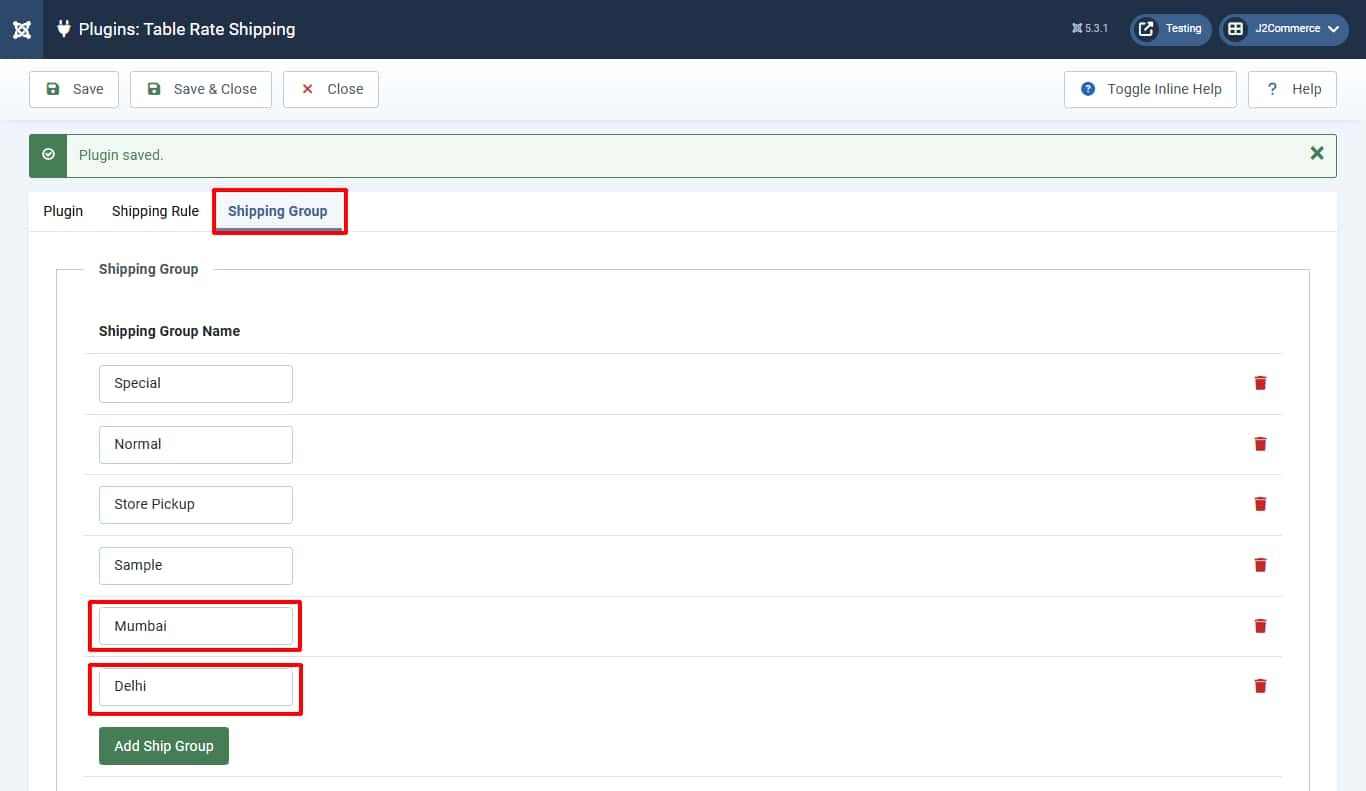 Plugins: Table Rate Shipping
5.3.1
Testing
J2Commerce
Save
Save & Close
Close
Toggle Inline Help
? Help
Plugin saved.
Plugin
Shipping Rule
Shipping Group
Shipping Group
Shipping Group Name
Special
Normal
Store Pickup
Sample
Mumbai
Delhi
Add Ship Group